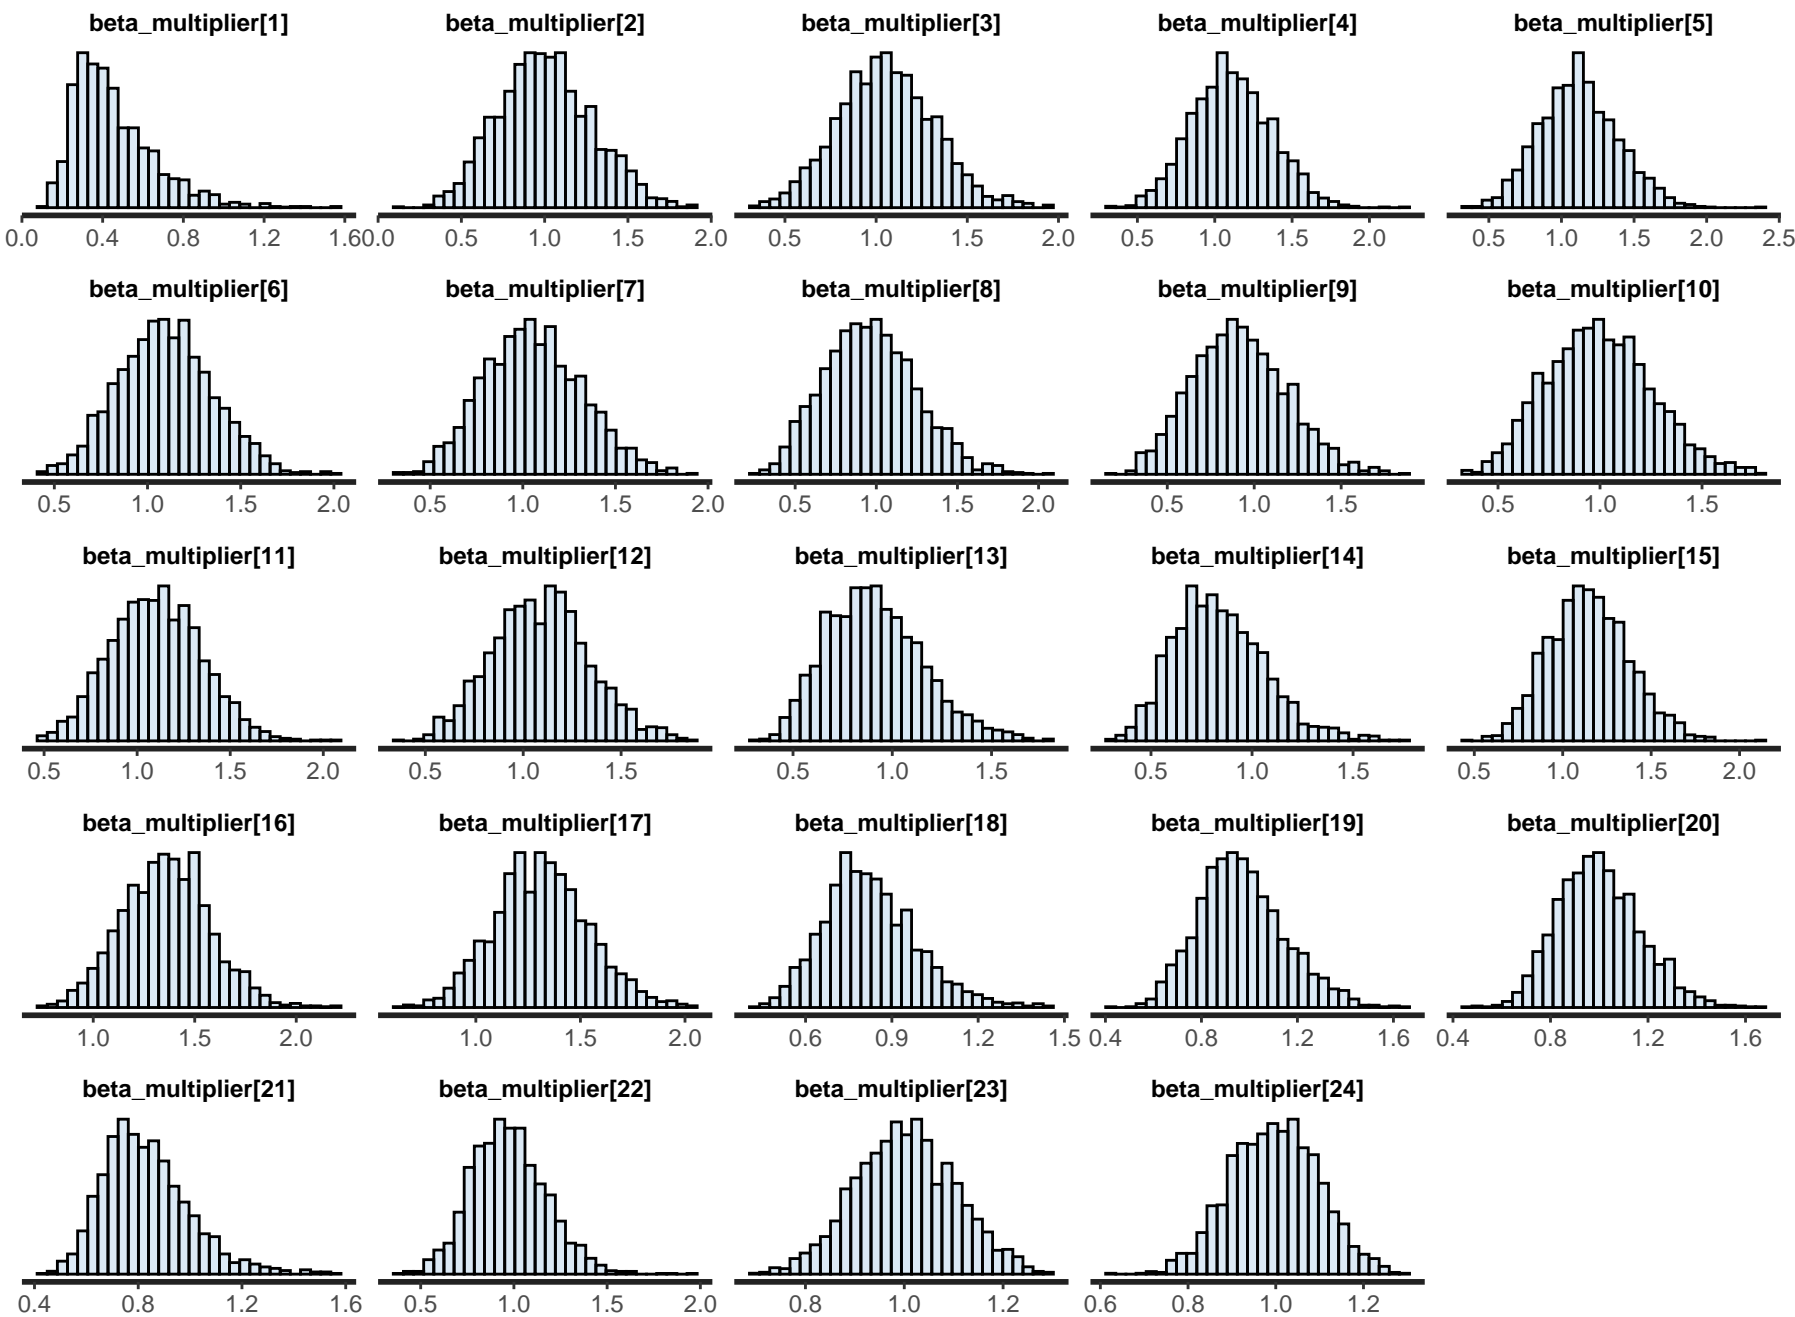 beta_multiplier[1] beta_multiplier[2] beta_multiplier[3] beta_multiplier[4] beta_multiplier[5]
0.0 0.4 0.8 1.2 1.6 0.0 0.5 1.0 1.5 2.0 0.5 1.0 1.5 2.0 0.5 1.0 1.5 2.0 0.5 1.0 1.5 2.0 2.5
beta_multiplier[6] beta_multiplier[7] beta_multiplier[8] beta_multiplier[9] beta_multiplier[10]
0.5 1.0 1.5 2.0 0.5 1.0 1.5 2.0 0.5 1.0 1.5 2.0 0.5 1.0 1.5 0.5 1.0 1.5
beta_multiplier[11] beta_multiplier[12] beta_multiplier[13] beta_multiplier[14] beta_multiplier[15]
0.5 1.0 1.5 2.0 0.5 1.0 1.5 0.5 1.0 1.5 0.5 1.0 1.5 0.5 1.0 1.5 2.0
beta_multiplier[16] beta_multiplier[17] beta_multiplier[18] beta_multiplier[19] beta_multiplier[20]
1.0 1.5 2.0 1.0 1.5 2.0 0.6 0.9 1.2 1.5 0.4 0.8 1.2 1.6 0.4 0.8 1.2 1.6
beta_multiplier[21] beta_multiplier[22] beta_multiplier[23] beta_multiplier[24]
0.4 0.8 1.2 1.6 0.5 1.0 1.5 2.0 0.8 1.0 1.2 0.6 0.8 1.0 1.2